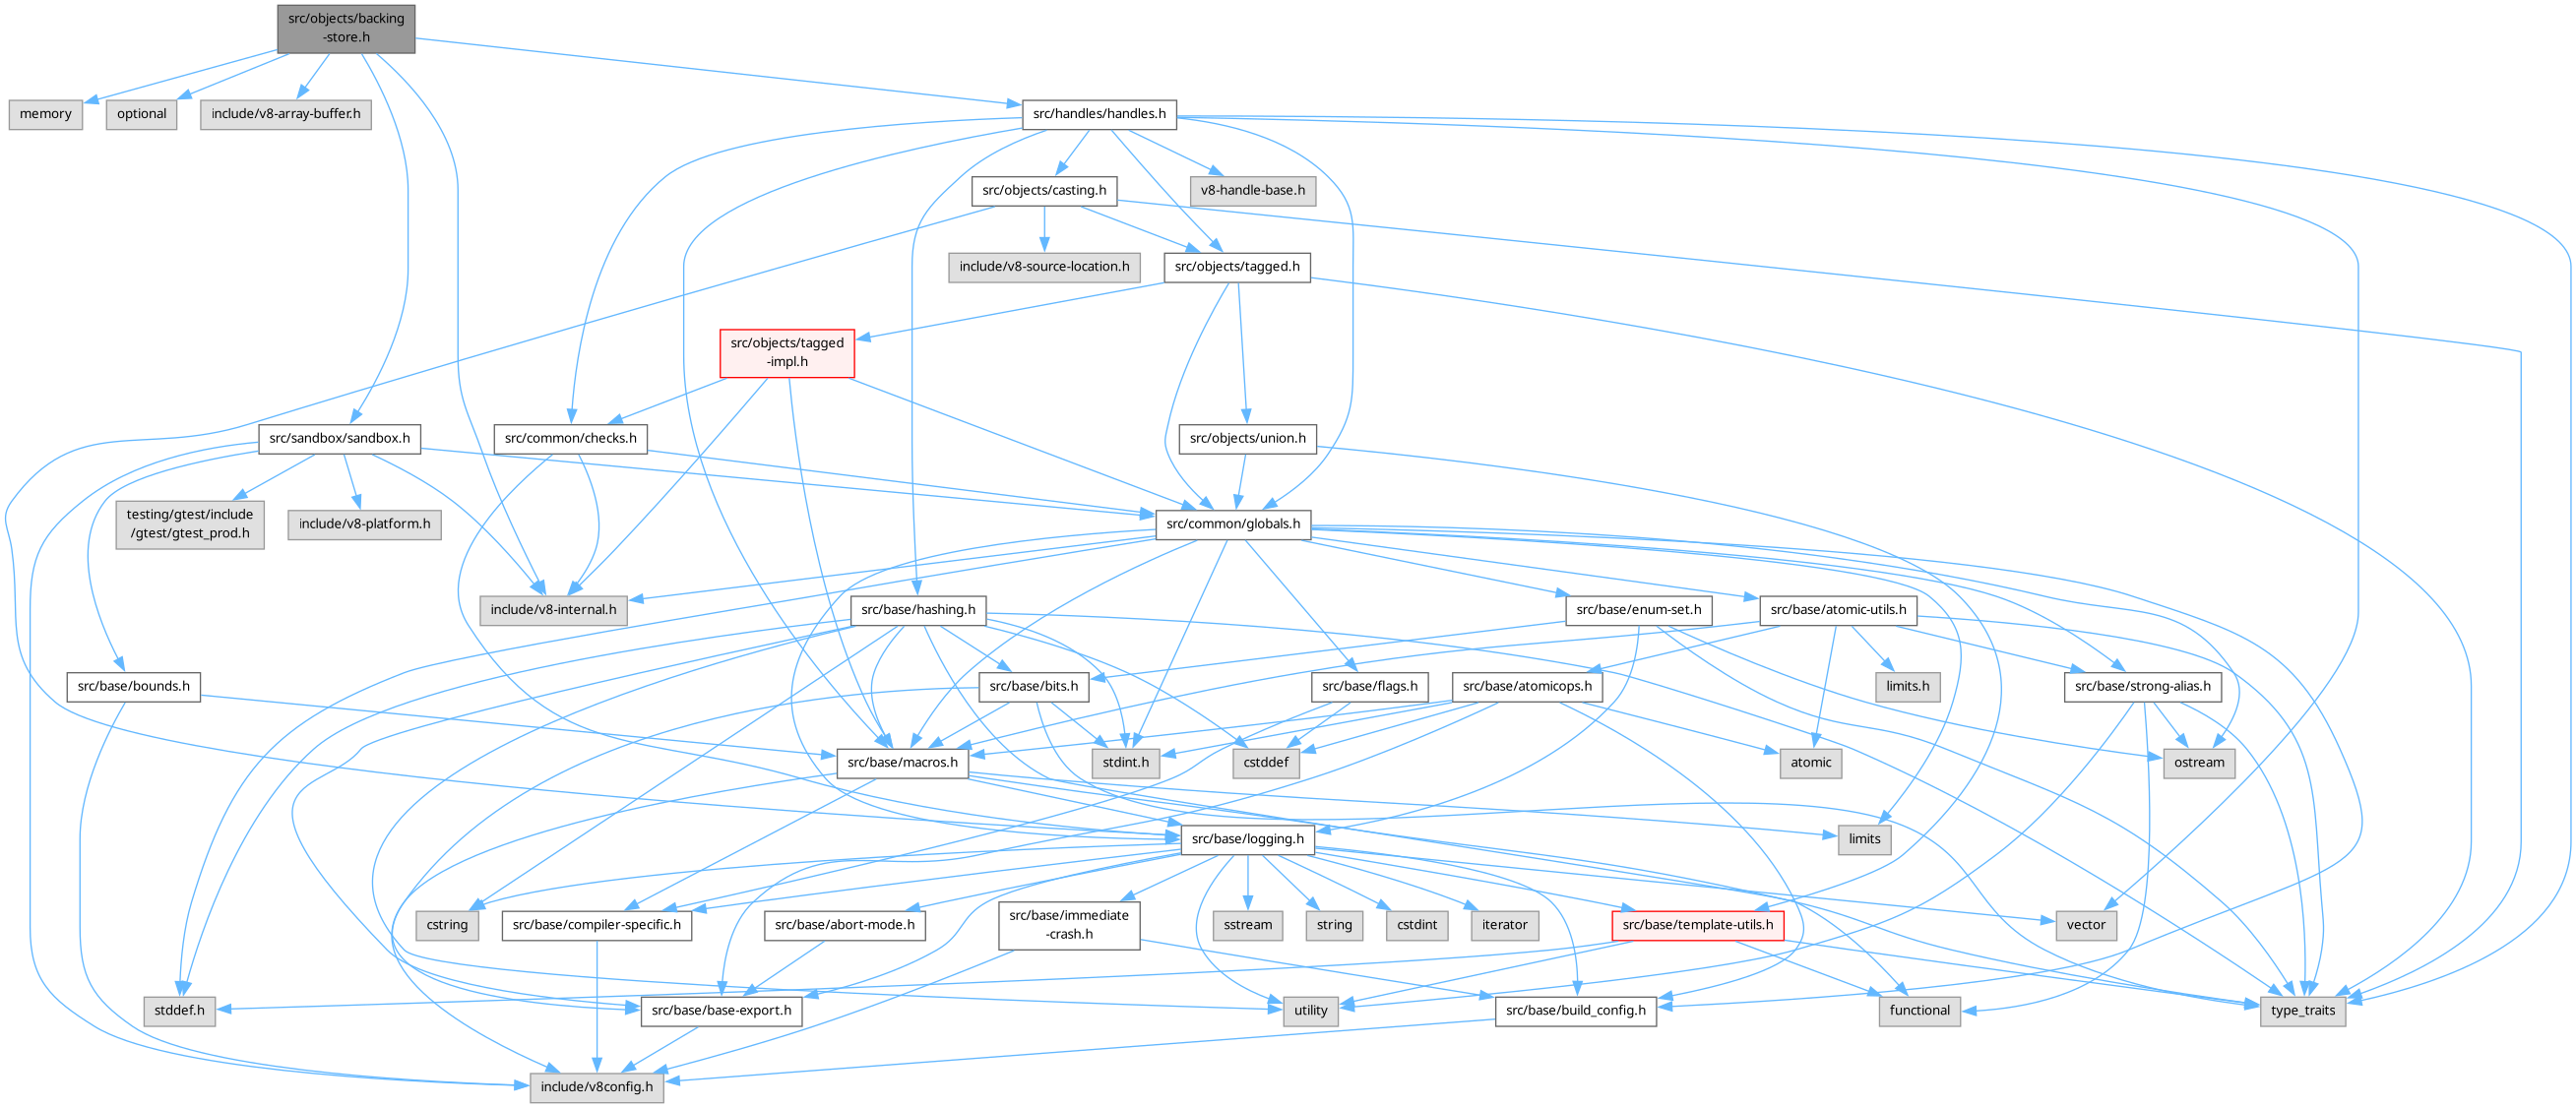 src/objects/backing
-store.h
memory
optional
include/v8-array-buffer.h
src/handles/handles.h
src/objects/casting.h
v8-handle-base.h
include/v8-source-location.h
src/objects/tagged.h
src/objects/tagged
-impl.h
src/sandbox/sandbox.h
src/common/checks.h
src/objects/union.h
testing/gtest/include
/gtest/gtest_prod.h
include/v8-platform.h
src/common/globals.h
include/v8-internal.h
src/base/hashing.h
src/base/enum-set.h
src/base/atomic-utils.h
src/base/bounds.h
src/base/bits.h
src/base/flags.h
src/base/atomicops.h
limits.h
src/base/strong-alias.h
src/base/macros.h
stdint.h
cstddef
atomic
ostream
src/base/logging.h
limits
cstring
src/base/compiler-specific.h
src/base/abort-mode.h
src/base/immediate
-crash.h
sstream
string
cstdint
iterator
src/base/template-utils.h
vector
stddef.h
src/base/base-export.h
utility
src/base/build_config.h
functional
type_traits
include/v8config.h